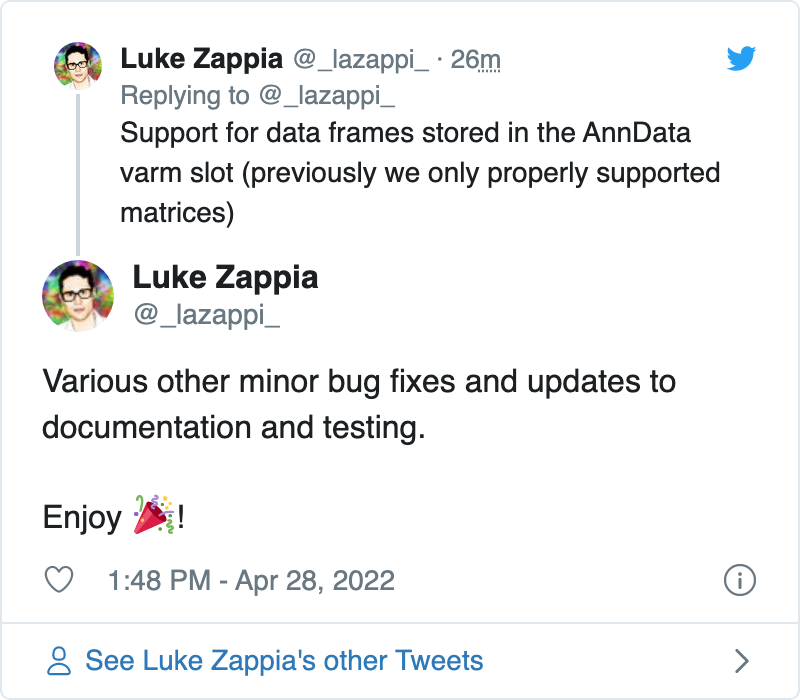 Luke Zappia @_lazappi_ · 26m
Replying to @_lazappi_
Support for data frames stored in the AnnData
varm slot (previously we only properly supported
matrices)
Luke Zappia
@_lazappi_
Various other minor bug fixes and updates to
documentation and testing.
Enjoy 🎉!
1:48 PM - Apr 28, 2022
See Luke Zappia's other Tweets